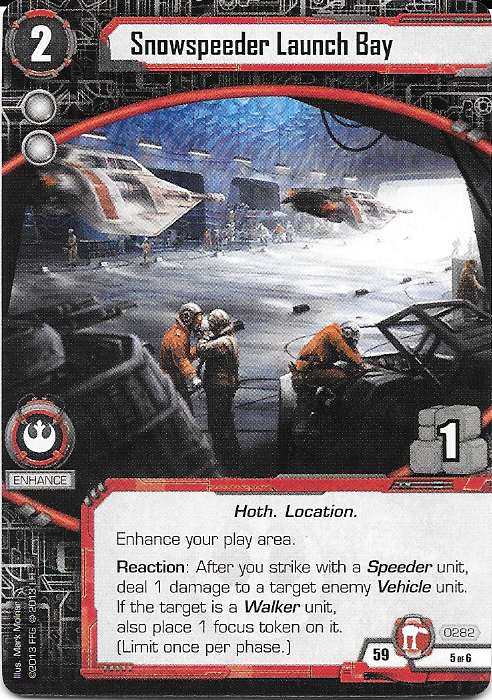 2
Snowspeeder Launch Bay
1
ENHANCE
Hoth. Location.
Enhance your play area.
Reaction: After you strike with a Speeder unit,
deal 1 damage to a target enemy Vehicle unit.
If the target is a Walker unit,
also place 1 focus token on it.
(Limit once per phase.)
59
0282
5 of 6
Illus. Mark Molnar
©2013 FFG